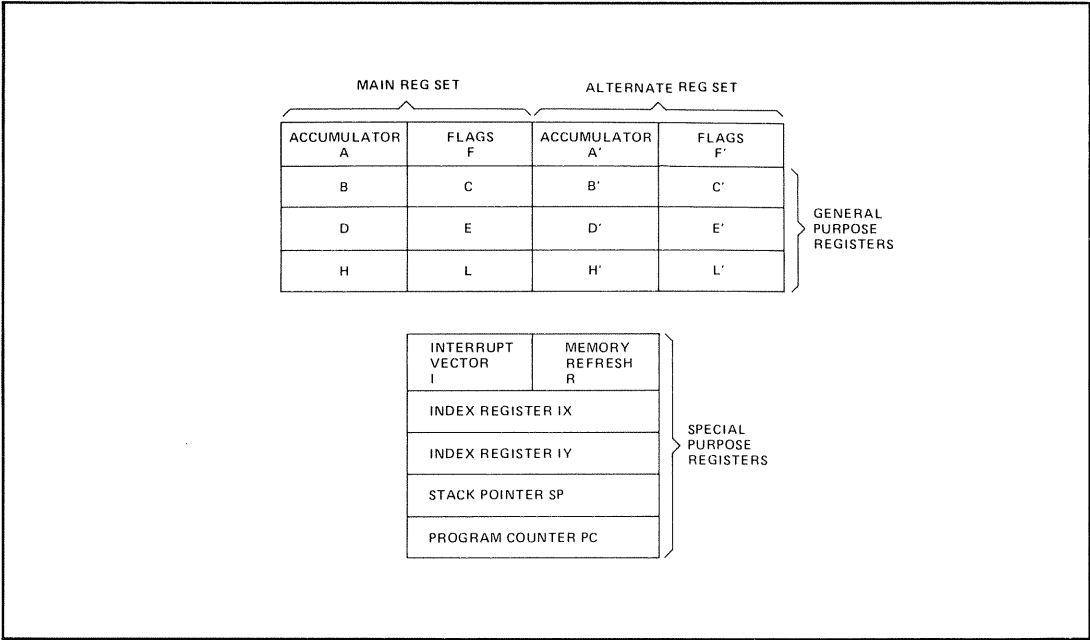 MAIN REG SET
ALTERNATE REG SET
ACCUMULATOR
A
FLAGS
F
ACCUMULATOR
A'
FLAGS
F'
B
C
B'
C'
D
E
D'
E'
H
L
H'
L'
GENERAL
PURPOSE
REGISTERS
INTERRUPT
VECTOR
I
MEMORY
REFRESH
R
INDEX REGISTER IX
INDEX REGISTER IY
STACK POINTER SP
PROGRAM COUNTER PC
SPECIAL
PURPOSE
REGISTERS